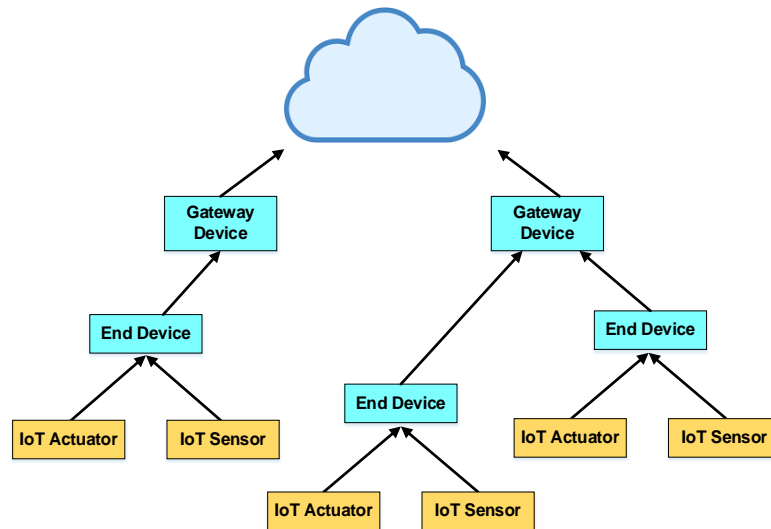 Gateway
Device
Gateway
Device
End Device
End Device
End Device
IoT Actuator
IoT Sensor
IoT Actuator
IoT Sensor
IoT Actuator
IoT Sensor